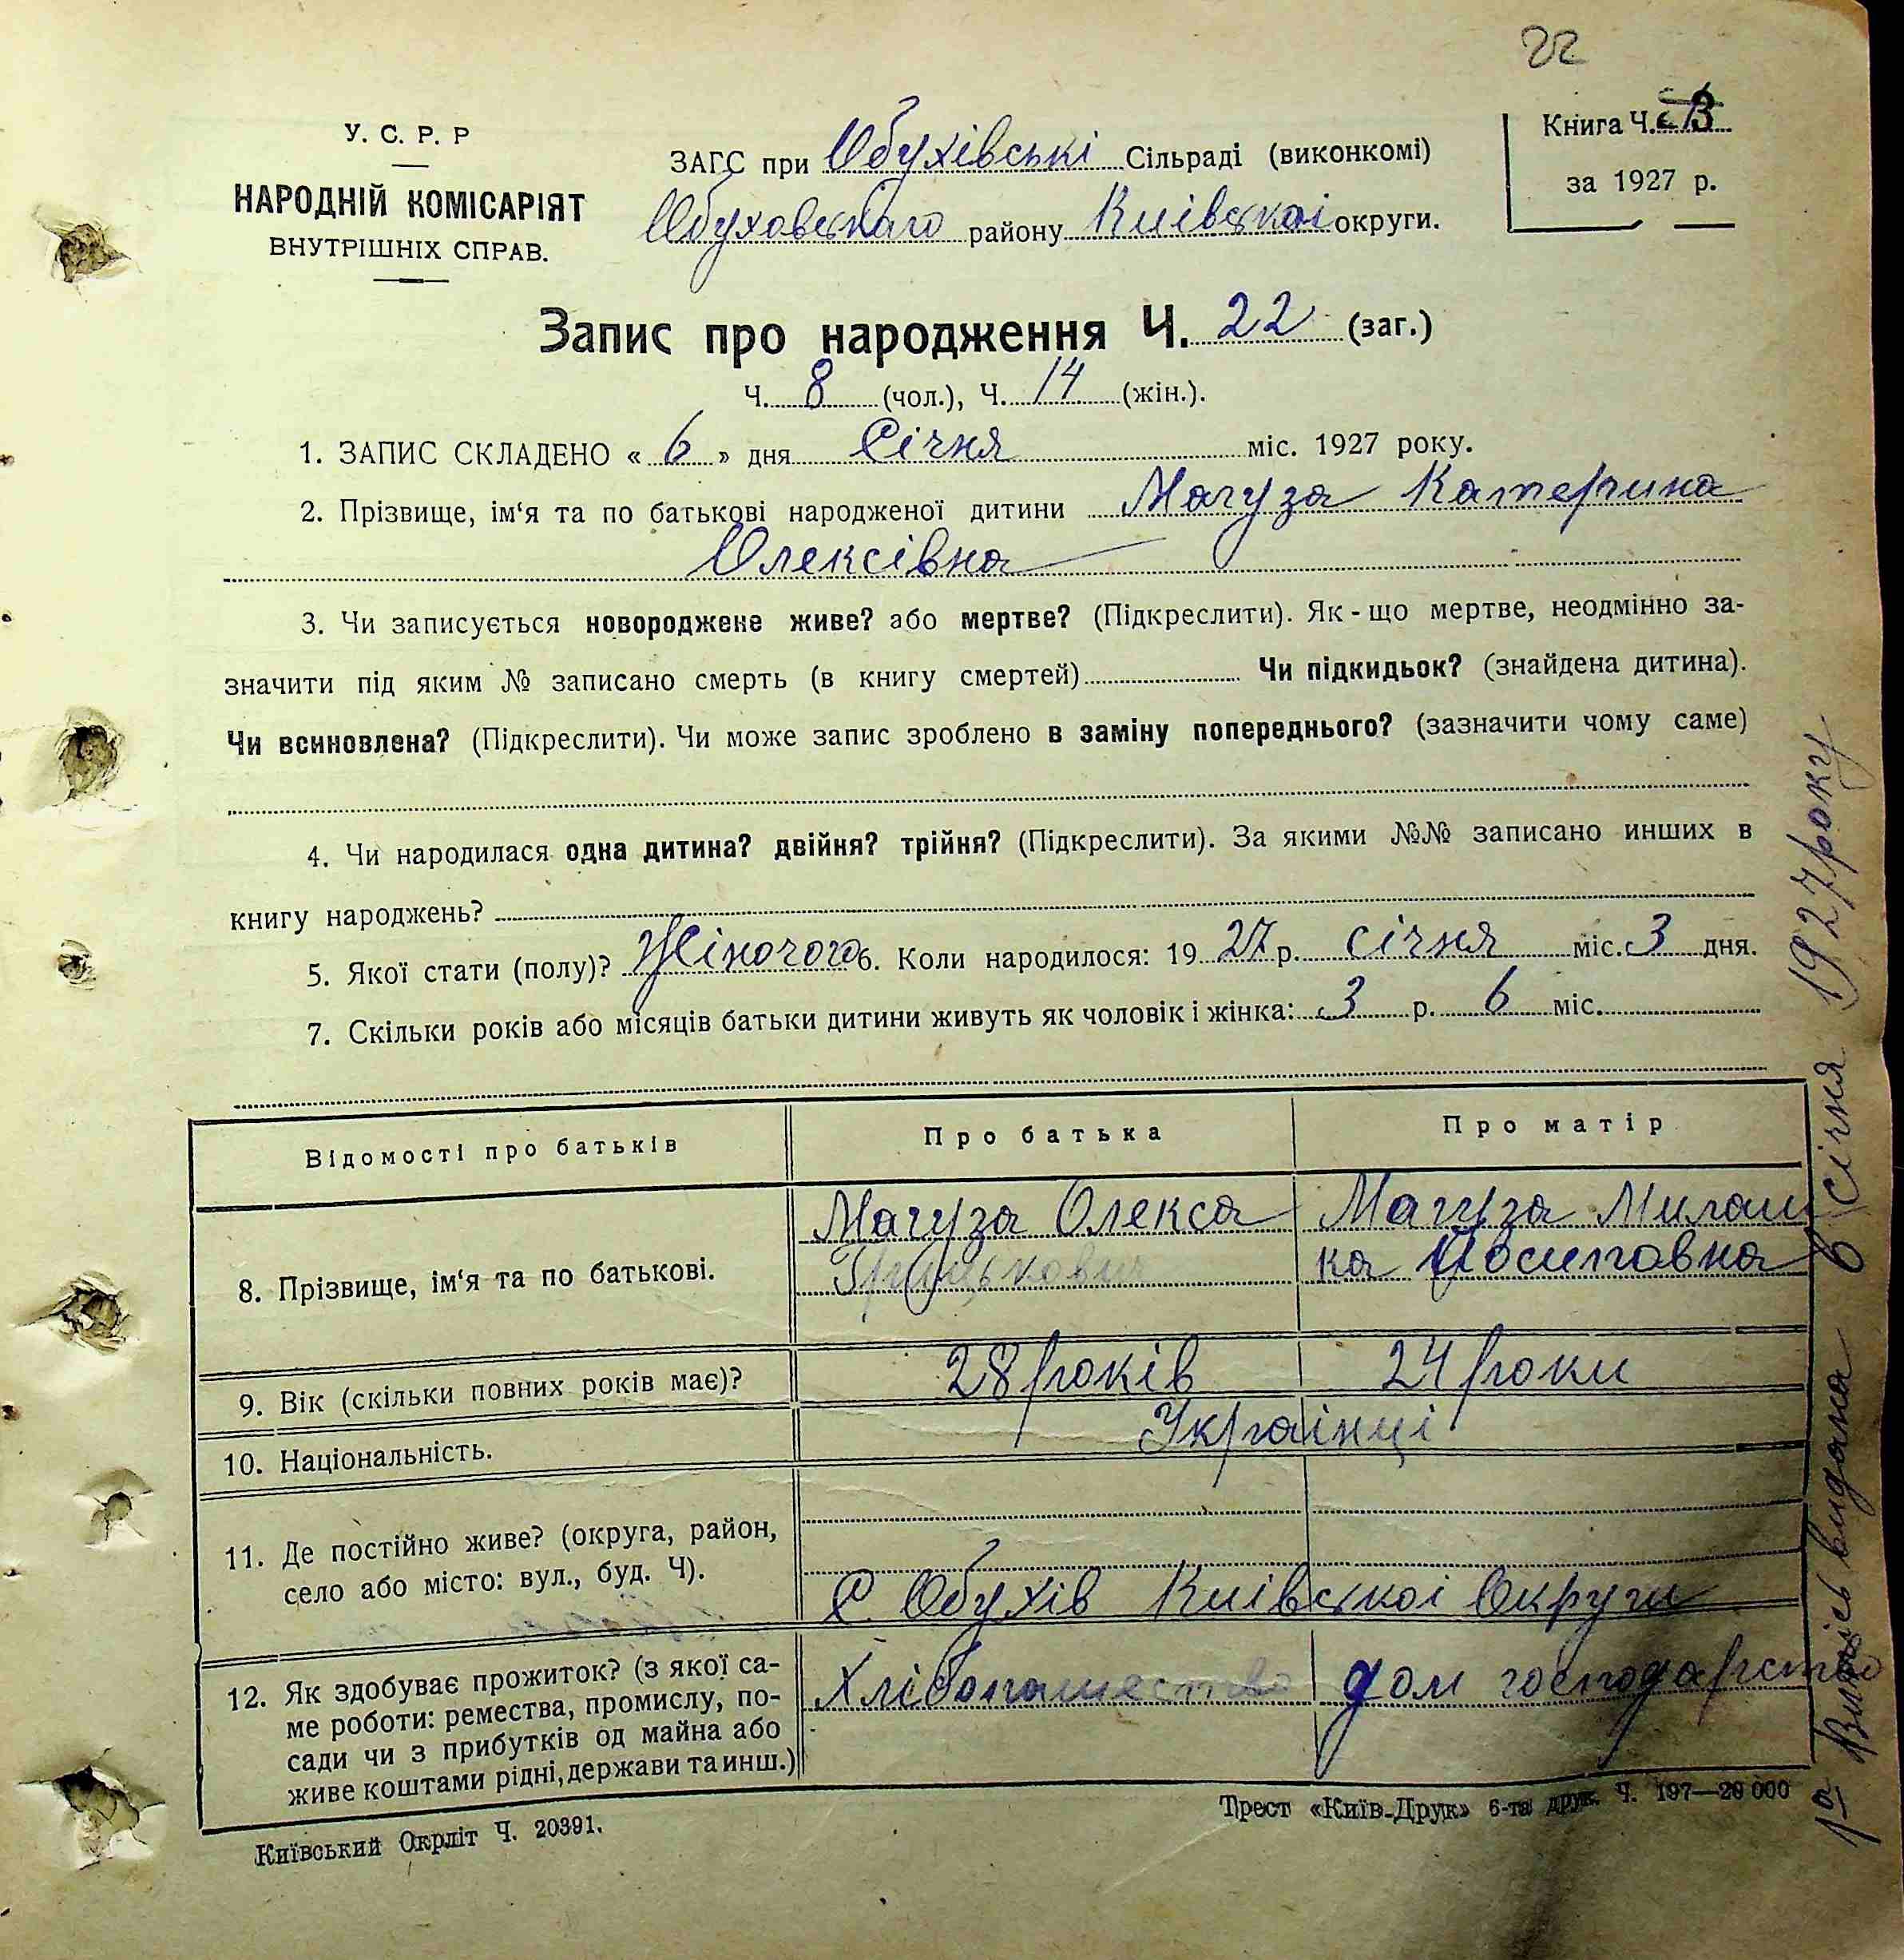 22
У. С. Р. Р
НАРОДНІЙ КОМІСАРІЯТ
ВНУТРІШНІХ СПРАВ.
ЗАГС при Обухівські Сільраді (виконкомі)
Обуховського району Київскоі округи.
Книга Ч. 3
за 1927 р.
Запис про народження Ч. 22 (заг.)
Ч. 8 (чол.), Ч. 14 (жін.).
1. ЗАПИС СКЛАДЕНО « 6 » дня Січня міс. 1927 року.
2. Прізвище, ім‘я та по батькові народженої дитини Магуза Катерина
Олексівна
3. Чи записується новороджене живе? або мертве? (Підкреслити). Як - що мертве, неодмінно за-
значити під яким № записано смерть (в книгу смертей) Чи підкидьок? (знайдена дитина).
Чи всиновлена? (Підкреслити). Чи може запис зроблено в заміну попереднього? (зазначити чому саме)
4. Чи народилася одна дитина? двійня? трійня? (Підкреслити). За якими №№ записано инших в
книгу народжень?
5. Якої стати (полу)? Жіночого 6. Коли народилося: 1927 р. січня міс. 3 дня.
7. Скільки років або місяців батьки дитини живуть як чоловік і жінка: 3 р. 6 міс.
Відомості про батьків Про батька Про матір
8. Прізвище, ім‘я та по батькові.
Магуза Олекса
Грицькович
Магуза Милаш
ка Йосиповна
9. Вік (скільки повних років має)? 28 років 24 роки
10. Національність. Українці
11. Де постійно живе? (округа, район,
село або місто: вул., буд. Ч).
С. Обухів Київскоі Округи
12. Як здобуває прожиток? (з якої са-
ме роботи: ремества, промислу, по-
сади чи з прибутків од майна або
живе коштами рідні, держави та инш.)
Хлібопашество дом господарство
Київський Окрліт Ч. 20391.
Трест «Київ-Друк» 6-та друк. Ч. 197—20 000
Випись видана 6 січня 1927 року